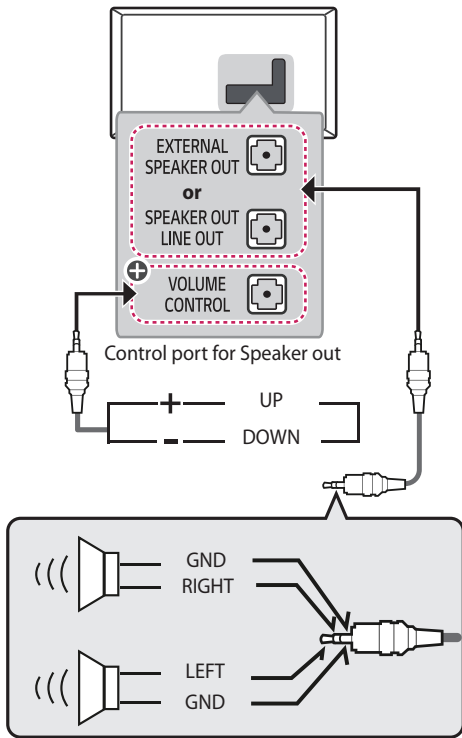 EXTERNAL
SPEAKER OUT
or
SPEAKER OUT
LINE OUT
+
VOLUME
CONTROL
Control port for Speaker out
+ UP
- DOWN
GND
RIGHT
LEFT
GND